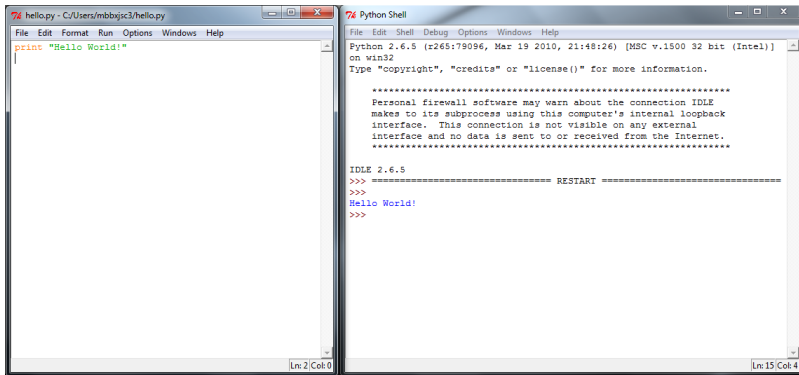 hello.py - C:/Users/mbbxjsc3/hello.py
File Edit Format Run Options Windows Help
print "Hello World!"
Ln: 2 Col: 0
Python Shell
File Edit Shell Debug Options Windows Help
Python 2.6.5 (r265:79096, Mar 19 2010, 21:48:26) [MSC v.1500 32 bit (Intel)]
on win32
Type "copyright", "credits" or "license()" for more information.
****************************************************************
Personal firewall software may warn about the connection IDLE
makes to its subprocess using this computer's internal loopback
interface.  This connection is not visible on any external
interface and no data is sent to or received from the Internet.
****************************************************************
IDLE 2.6.5
>>> ================================ RESTART ================================
>>>
Hello World!
>>>
Ln: 15 Col: 4